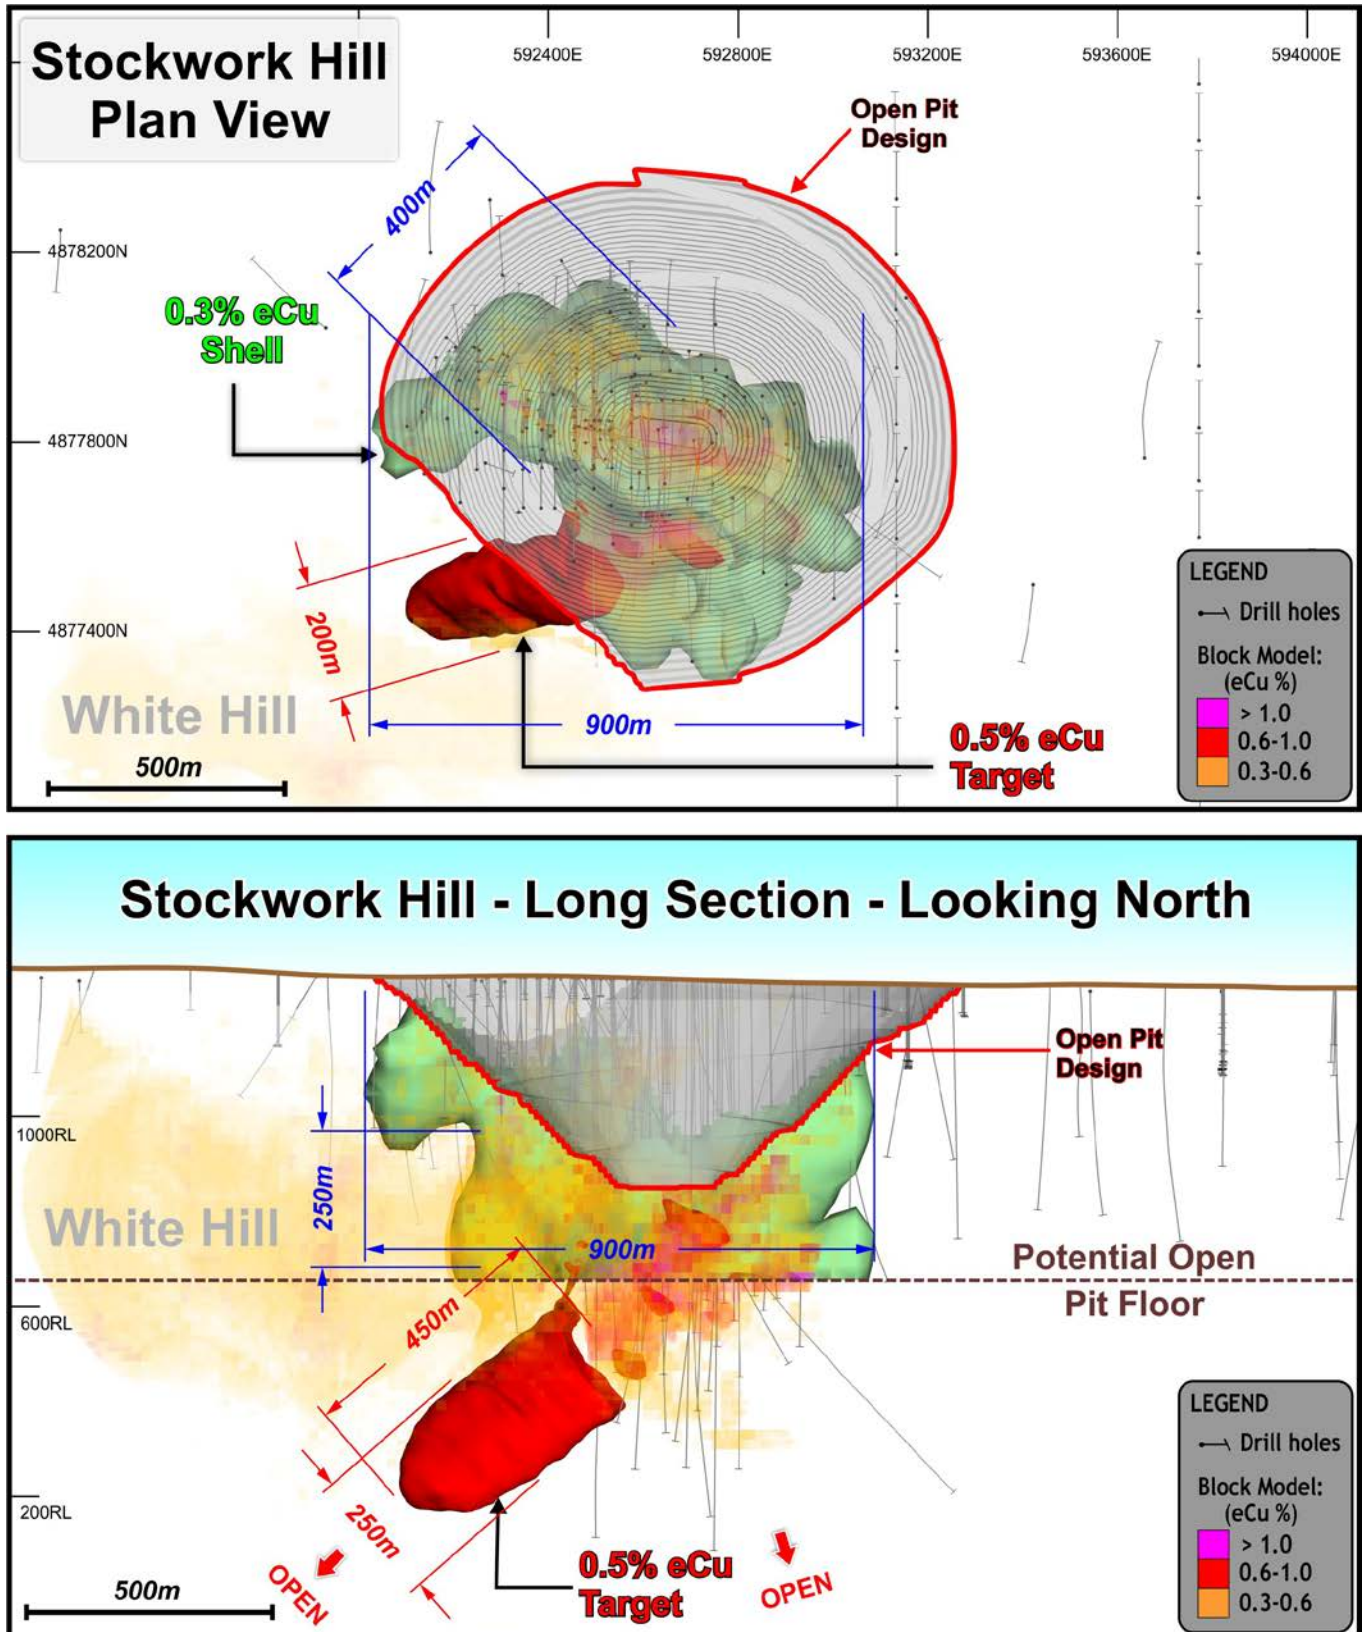 Stockwork Hill
Plan View
592400E
592800E
593200E
593600E
594000E
Open Pit
Design
400m
4878200N
0.3% eCu
Shell
4877800N
4877400N
200m
White Hill
900m
500m
0.5% eCu
Target
LEGEND
Drill holes
Block Model:
(eCu %)
> 1.0
0.6-1.0
0.3-0.6
Stockwork Hill - Long Section - Looking North
Open Pit
Design
1000RL
250m
White Hill
900m
Potential Open
Pit Floor
600RL
450m
200RL
250m
OPEN
500m
0.5% eCu
Target
OPEN
LEGEND
Drill holes
Block Model:
(eCu %)
> 1.0
0.6-1.0
0.3-0.6